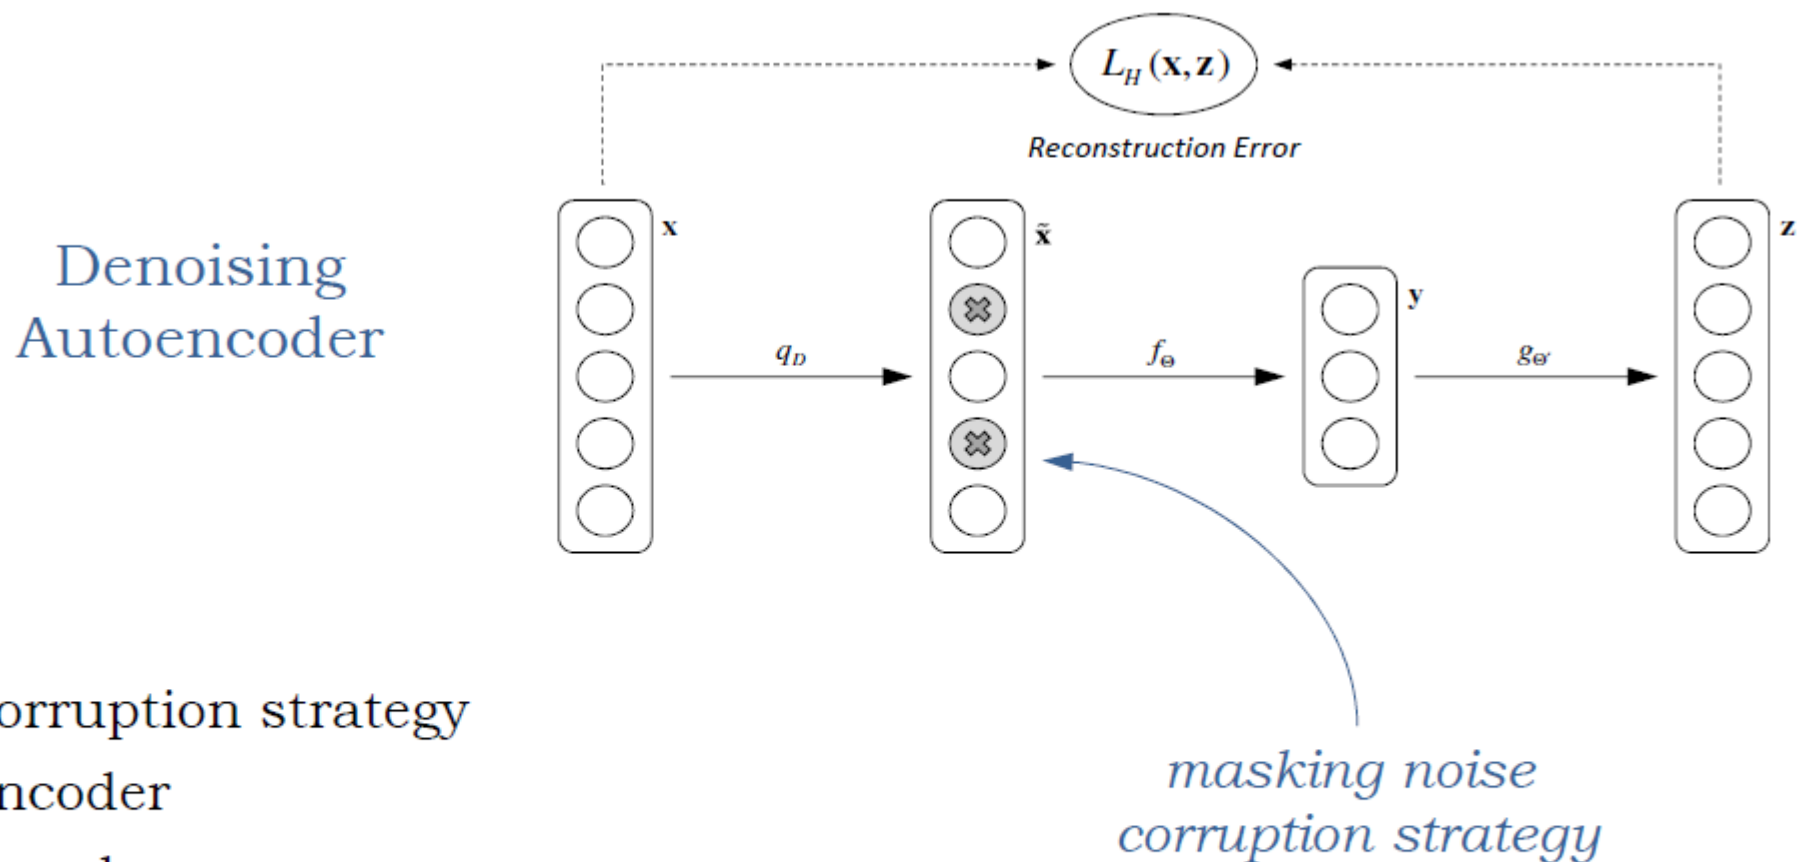 L_H (x, z)
Reconstruction Error
x
x̃
y
z
Denoising
Autoencoder
q_D
f_Θ
g_Θ'
orruption strategy
ncoder
masking noise
corruption strategy